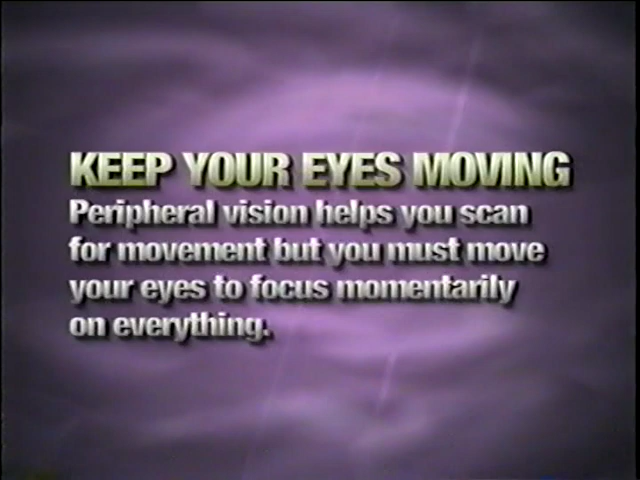 KEEP YOUR EYES MOVING
Peripheral vision helps you scan
for movement but you must move
your eyes to focus momentarily
on everything.